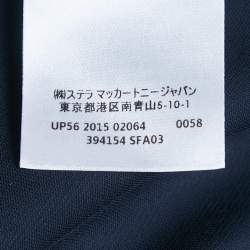 ㈱ステラ マッカートニージャパン
東京都港区南青山5-10-1
UP56 2015 02064 0058
394154 SFA03